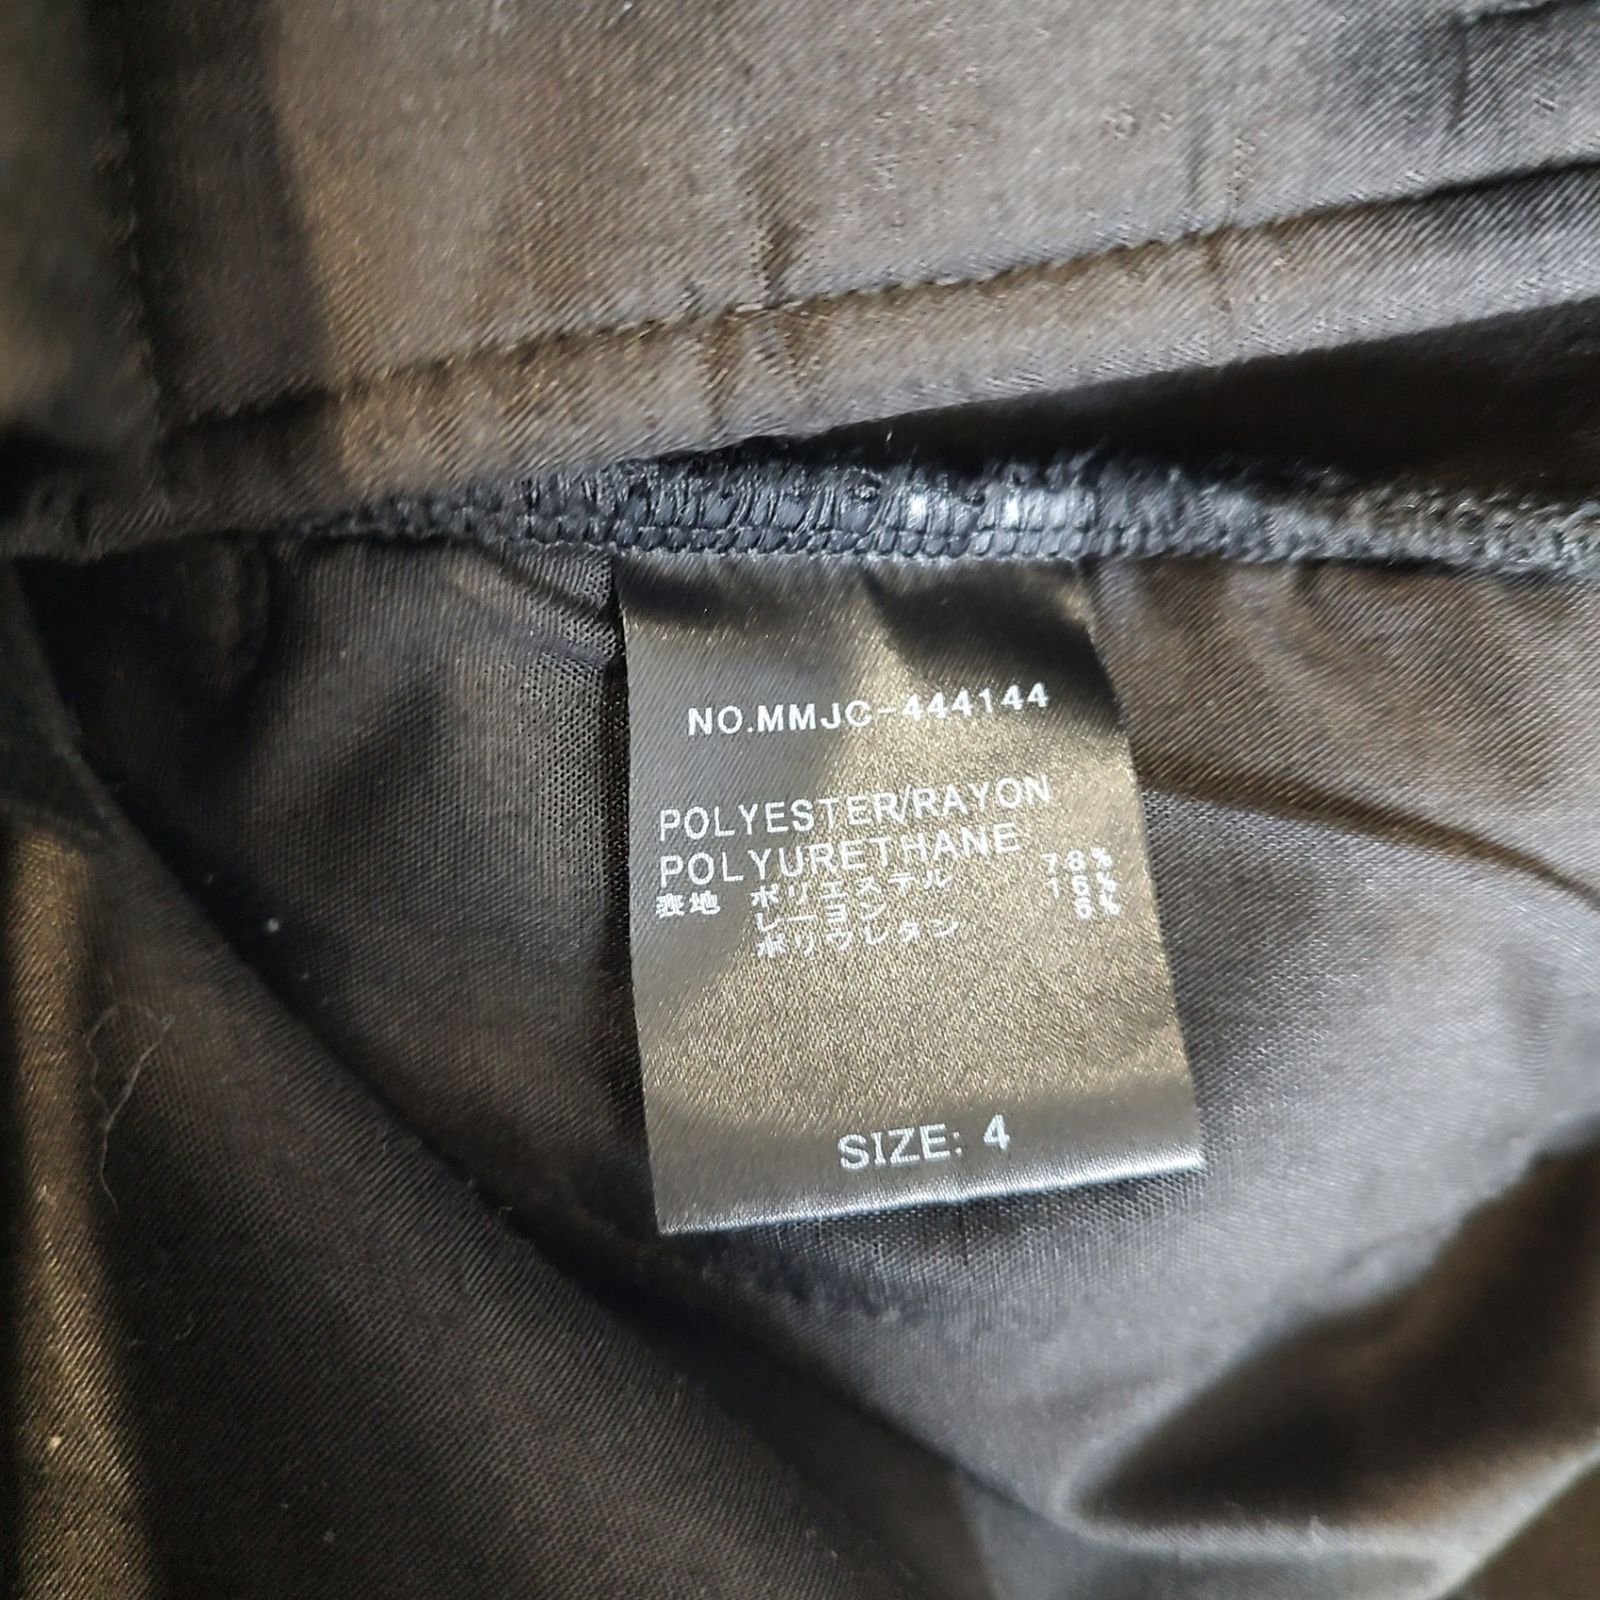 NO.MMJC-444144
POLYESTER/RAYON
POLYURETHANE
表地 ポリエステル 78%
レーヨン 16%
ポリウレタン 6%
SIZE: 4